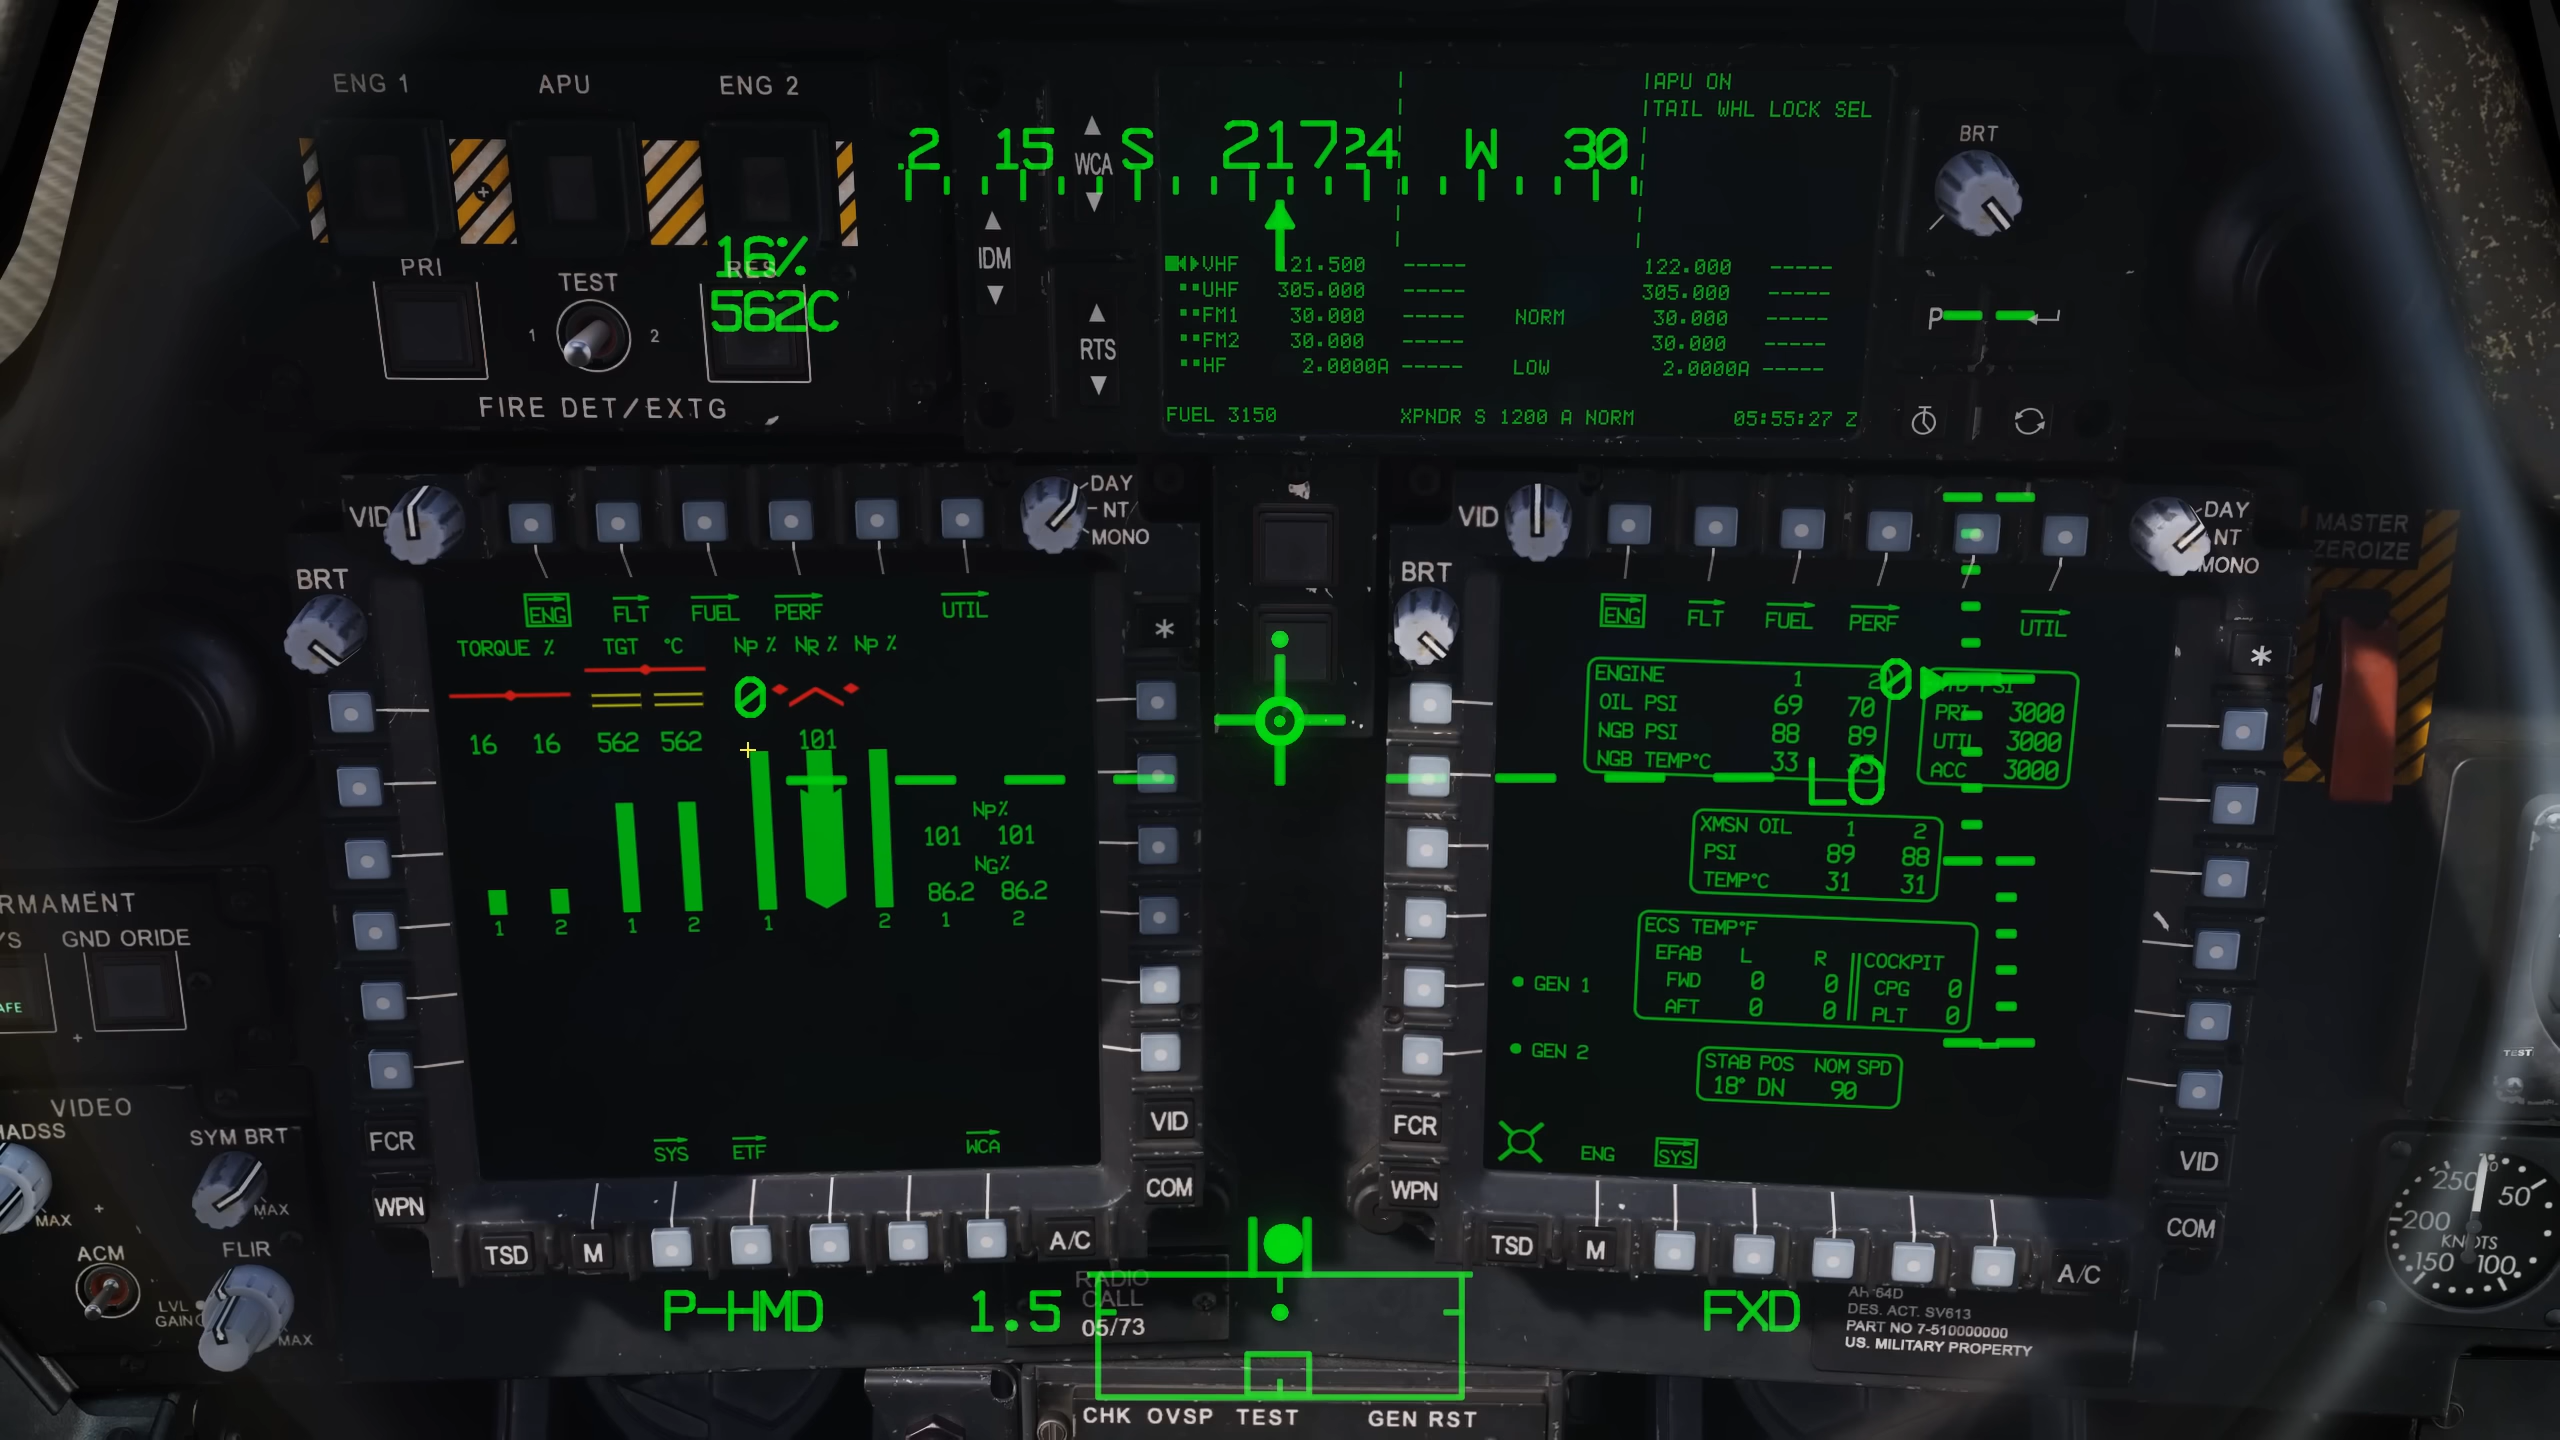 ENG 1 APU ENG 2
PRI TEST RES
1 2
FIRE DET/EXTG
16%
562C
.2 15 S 217 24 W 30
WCA
IDM
RTS
|APU ON
|TAIL WHL LOCK SEL
VHF 121.500 ----- 122.000 -----
UHF 305.000 ----- 305.000 -----
FM1 30.000 ----- NORM 30.000 -----
FM2 30.000 ----- 30.000 -----
HF 2.0000A ----- LOW 2.0000A -----
FUEL 3150 XPNDR S 1200 A NORM 05:55:27 Z
BRT
P
VID
DAY
NT
MONO
BRT
ENG FLT FUEL PERF UTIL
TORQUE % TGT °C NP % NR % NP %
0
16 16 562 562 101
NP%
101 101
NG%
86.2 86.2
1 2 1 2 1 2 1 2
SYS ETF WCA
*
FCR
WPN
TSD M A/C
VID
COM
VID
DAY
NT
MONO
BRT
ENG FLT FUEL PERF UTIL
ENGINE 1 2
OIL PSI 69 70
NGB PSI 88 89
NGB TEMP°C 33
0
PSI
PRI 3000
UTIL 3000
ACC 3000
LO
XMSN OIL 1 2
PSI 89 88
TEMP°C 31 31
ECS TEMP°F
EFAB L R COCKPIT
FWD 0 0 CPG 0
AFT 0 0 PLT 0
GEN 1
GEN 2
STAB POS NOM SPD
18° DN 90
ENG SYS
*
FCR
WPN
TSD M A/C
VID
COM
MASTER
ZEROIZE
RMAMENT
GND ORIDE
AFE
VIDEO
ADSS
SYM BRT
MAX
MAX
ACM
FLIR
LVL
GAIN
MAX
P-HMD 1.5 FXD
RADIO
CALL
05/73
DES. ACT. SV613
PART NO 7-510000000
US. MILITARY PROPERTY
TEST
250 50
200
KNOTS
150 100
CHK OVSP TEST GEN RST